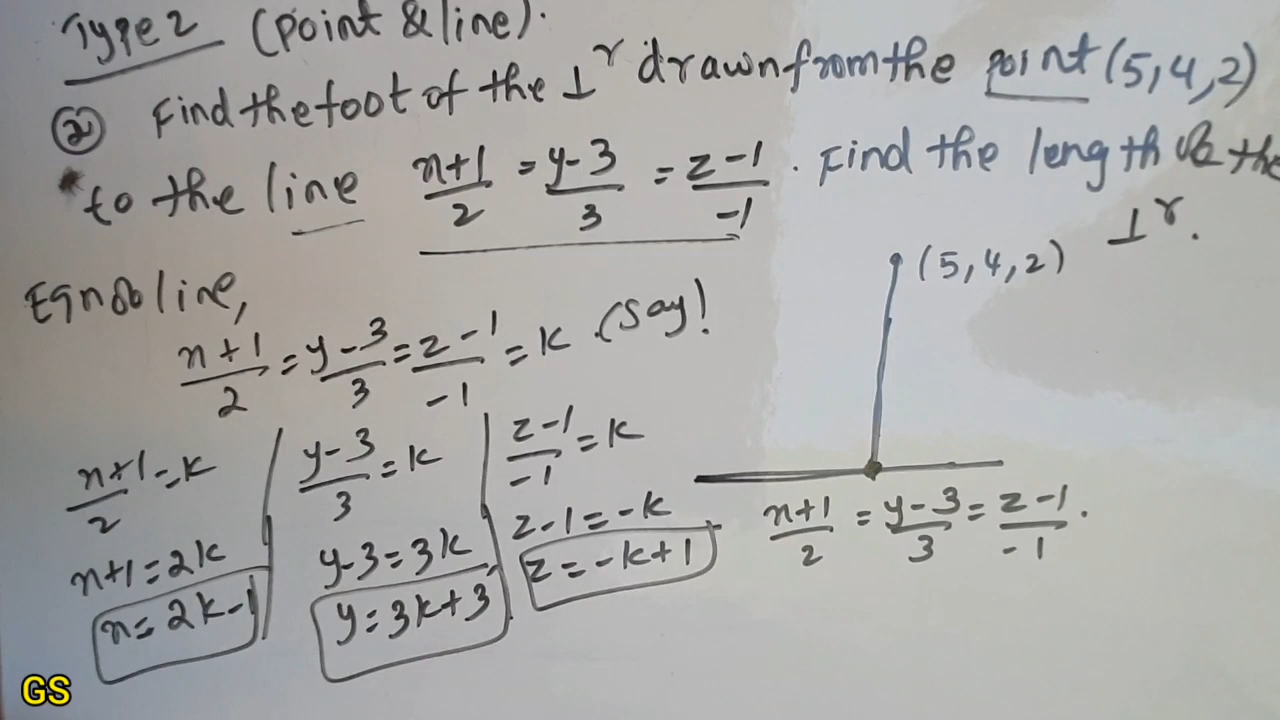 Type 2 (point & line).
② Find the foot of the ⊥ʳ drawn from the point (5,4,2)
to the line x+1/2 = y-3/3 = z-1/-1 . Find the length of the
⊥ʳ.
(5,4,2)
Eqn of line,
x+1/2 = y-3/3 = z-1/-1 = k (say)
x+1/2 = k
x+1 = 2k
x = 2k-1
y-3/3 = k
y-3 = 3k
y = 3k+3
z-1/-1 = k
z-1 = -k
z = -k+1
x+1/2 = y-3/3 = z-1/-1 .
GS